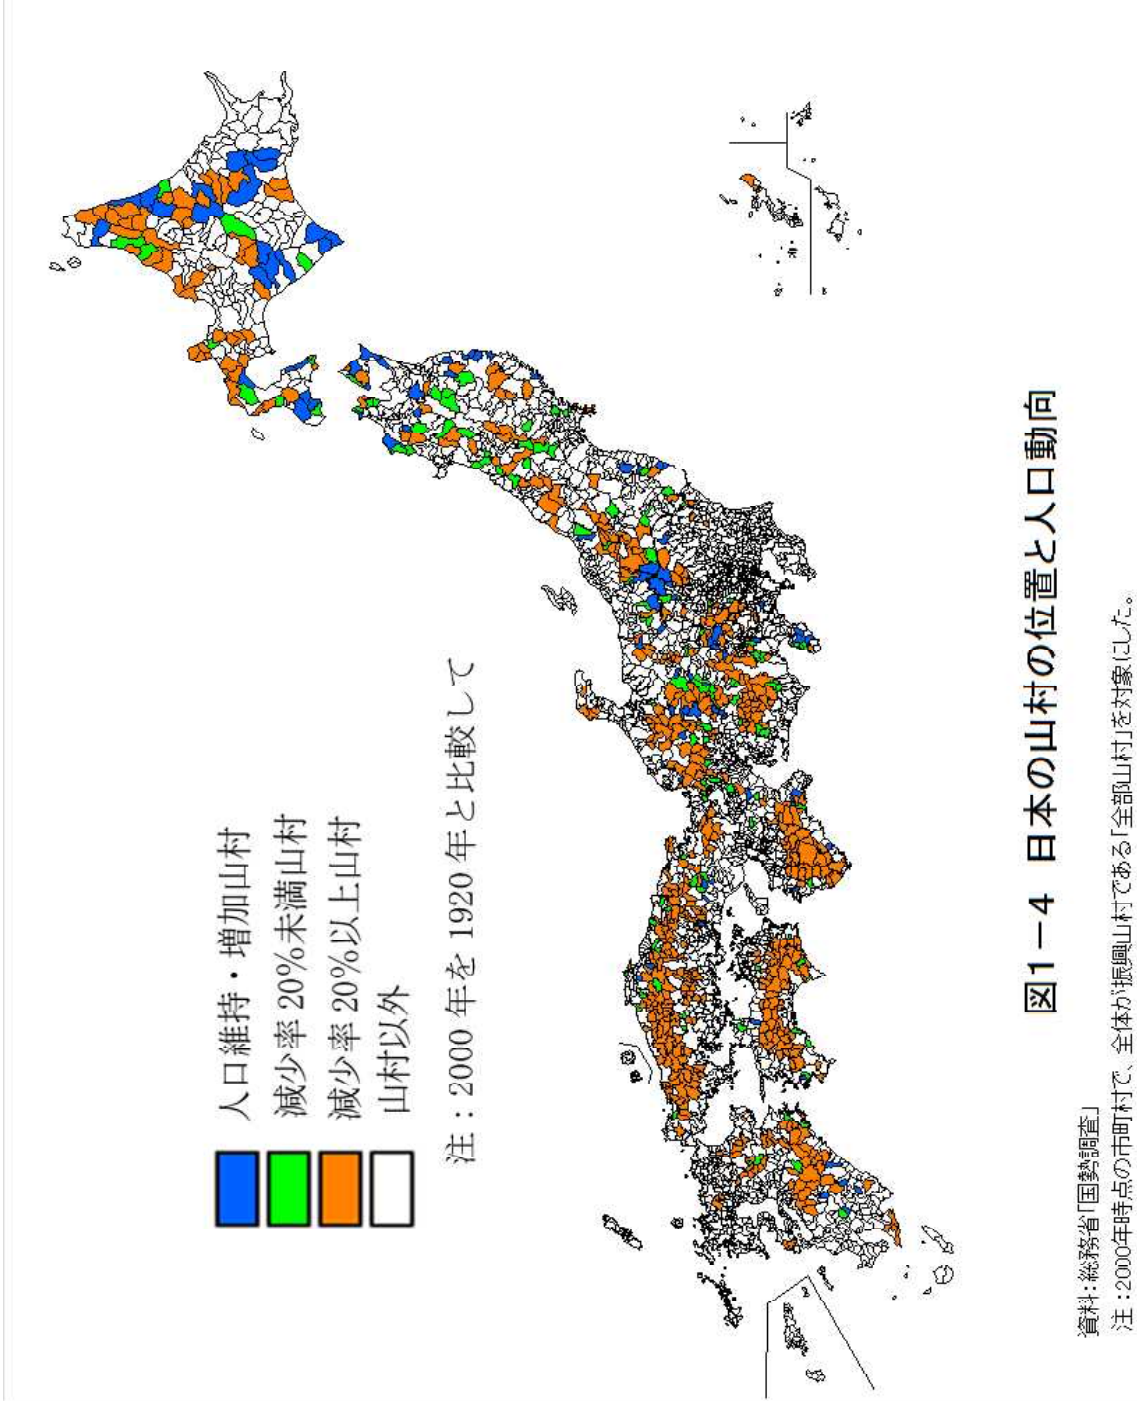 人口維持・増加山村
減少率 20%未満山村
減少率 20%以上山村
山村以外
注：2000 年を 1920 年と比較して
図1－4 日本の山村の位置と人口動向
資料：総務省「国勢調査」
注：2000年時点の市町村で、全体が振興山村である「全部山村」を対象にした。